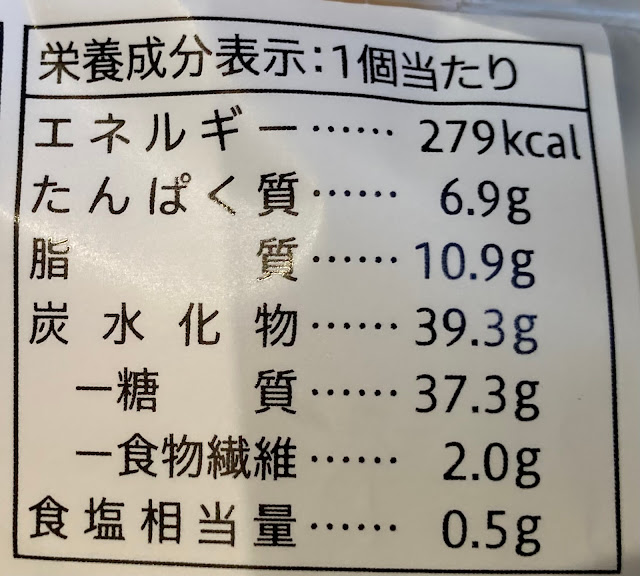 栄養成分表示:1個当たり
エネルギー…… 279kcal
たんぱく質…… 6.9g
脂質…… 10.9g
炭水化物…… 39.3g
ー糖質…… 37.3g
ー食物繊維…… 2.0g
食塩相当量…… 0.5g